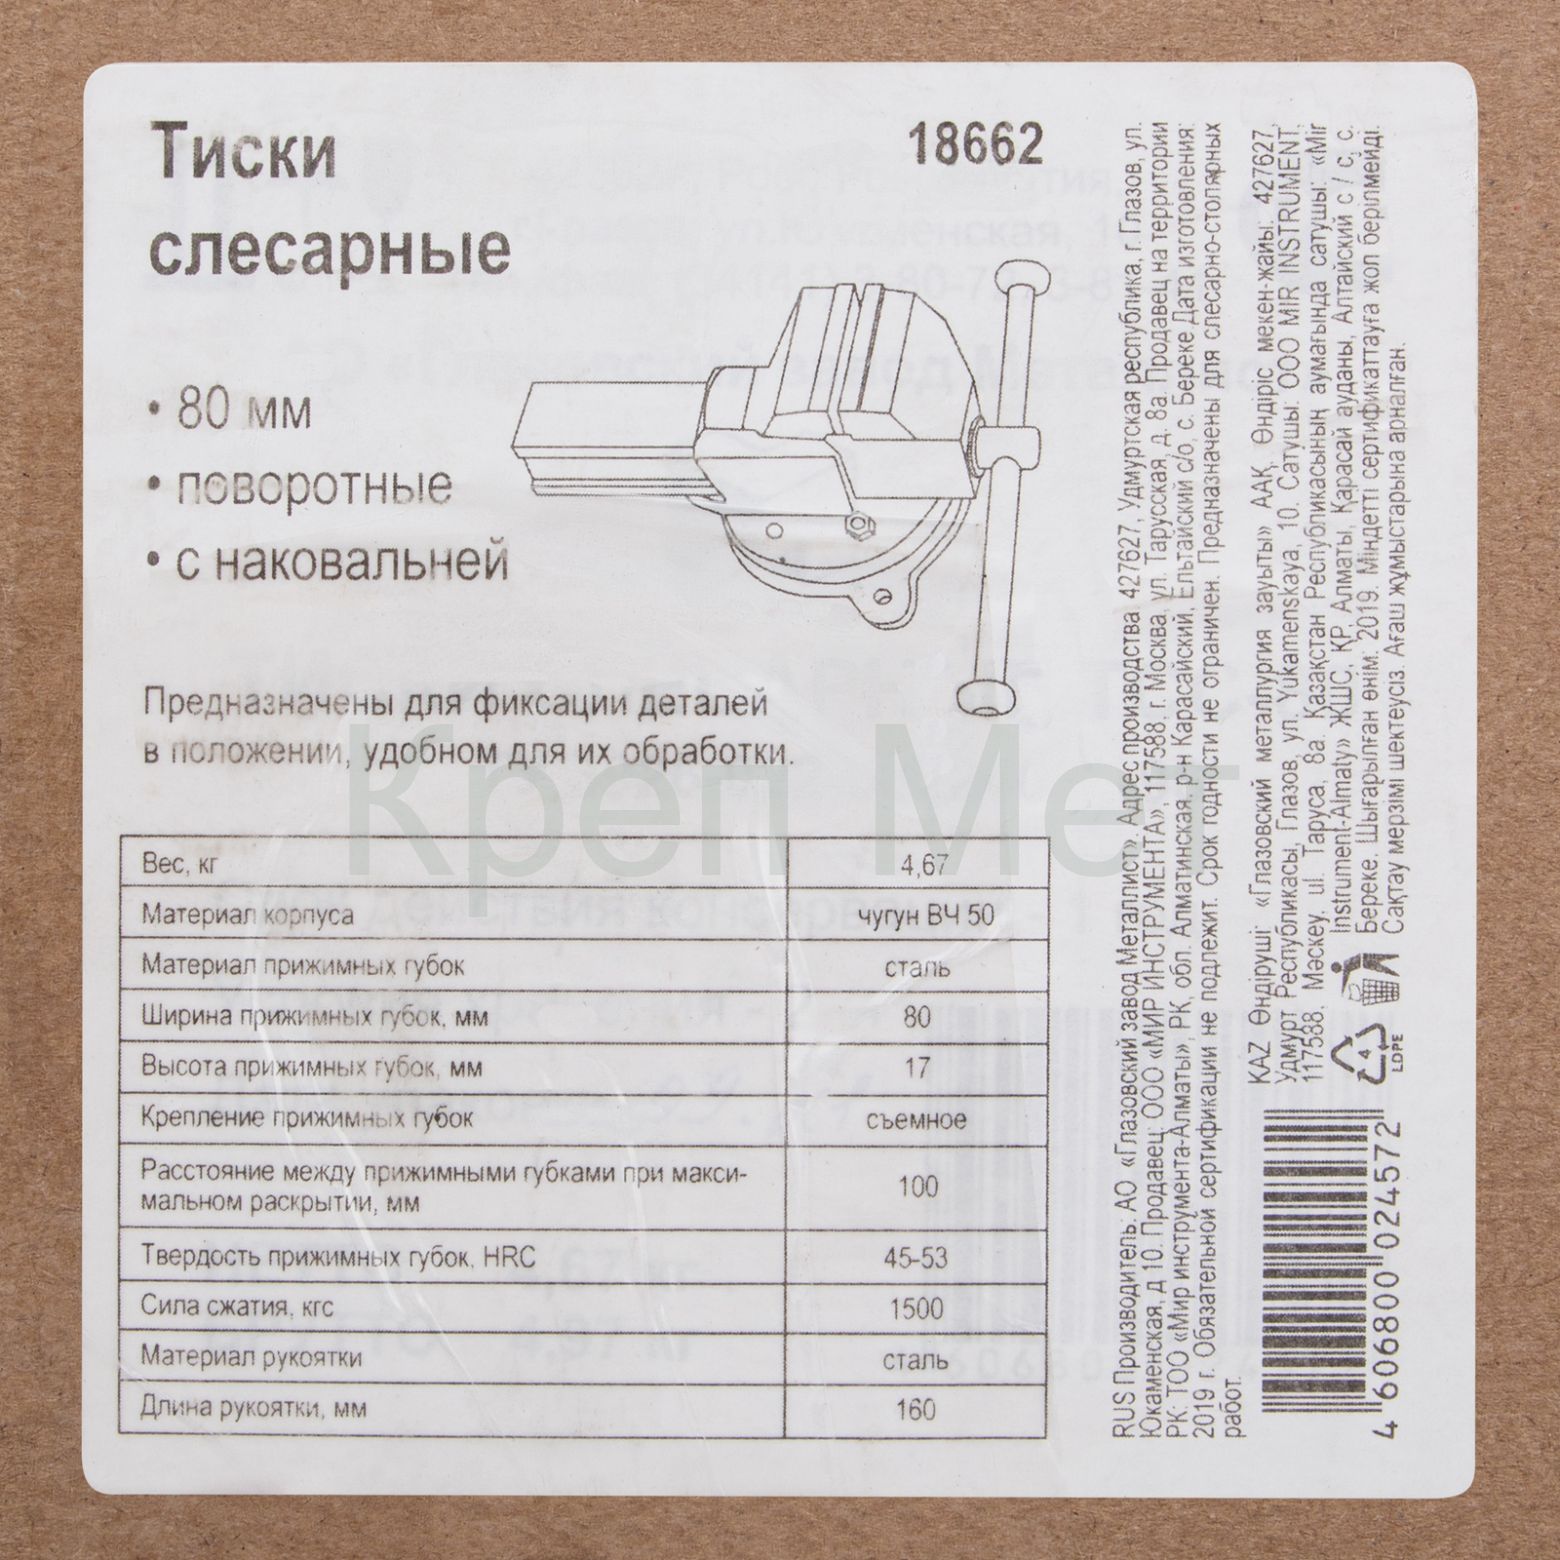 Тиски
слесарные
18662
• 80 мм
• поворотные
• с наковальней
Предназначены для фиксации деталей
в положении, удобном для их обработки.
Креп Мет
Вес, кг 4,67
Материал корпуса чугун ВЧ 50
Материал прижимных губок сталь
Ширина прижимных губок, мм 80
Высота прижимных губок, мм 17
Крепление прижимных губок съемное
Расстояние между прижимными губками при макси-
мальном раскрытии, мм 100
Твердость прижимных губок, HRC 45-53
Сила сжатия, кгс 1500
Материал рукоятки сталь
Длина рукоятки, мм 160
RUS Производитель: АО «Глазовский завод Металлист». Адрес производства 427627, Удмуртская республика, г. Глазов, ул.
Юкаменская, д 10. Продавец: ООО «МИР ИНСТРУМЕНТА», 117588, г. Москва, ул. Тарусская, д. 8а. Продавец на территории
РК: ТОО «Мир инструмента-Алматы», РК, обл. Алматинская, р-н Карасайский, Ельтайский с/о, с. Береке Дата изготовления:
2019 г. Обязательной сертификации не подлежит. Срок годности не ограничен. Предназначены для слесарно-столярных
работ.
KAZ Өндіруші: «Глазовский металлургия зауыты» ААҚ. Өндіріс мекен-жайы: 427627,
Удмурт Республикасы, Глазов, ул. Yukamenskaya, 10. Сатушы: ООО MIR INSTRUMENT,
117588, Мәскеу, ul. Таруса, 8а. Қазақстан Республикасының аумағында сатушы: «Mir
Instrument-Almaty» ЖШС, ҚР, Алматы, Қарасай ауданы, Алтайский с / с, с.
Береке. Шығарылған өнім: 2019. Міндетті сертификаттауға жол берілмейді.
Сақтау мерзімі шектеусіз. Ағаш жұмыстарына арналған.
4
LDPE
4 606800 024572